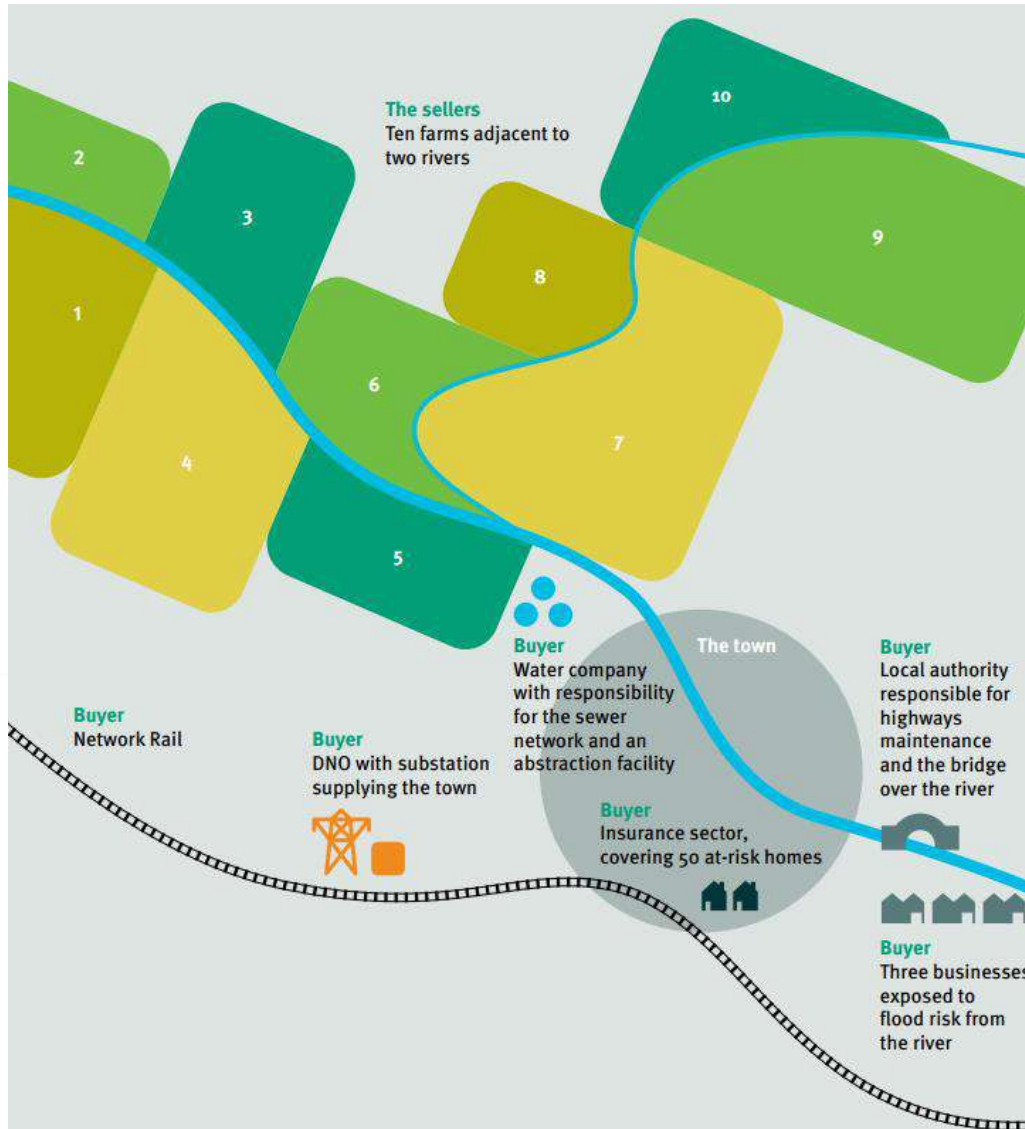 The sellers
Ten farms adjacent to
two rivers
10
2
3
9
8
1
6
7
4
5
Buyer
Water company
with responsibility
for the sewer
network and an
abstraction facility
The town
Buyer
Local authority
responsible for
highways
maintenance
and the bridge
over the river
Buyer
Network Rail
Buyer
DNO with substation
supplying the town
Buyer
Insurance sector,
covering 50 at-risk homes
Buyer
Three businesses
exposed to
flood risk from
the river